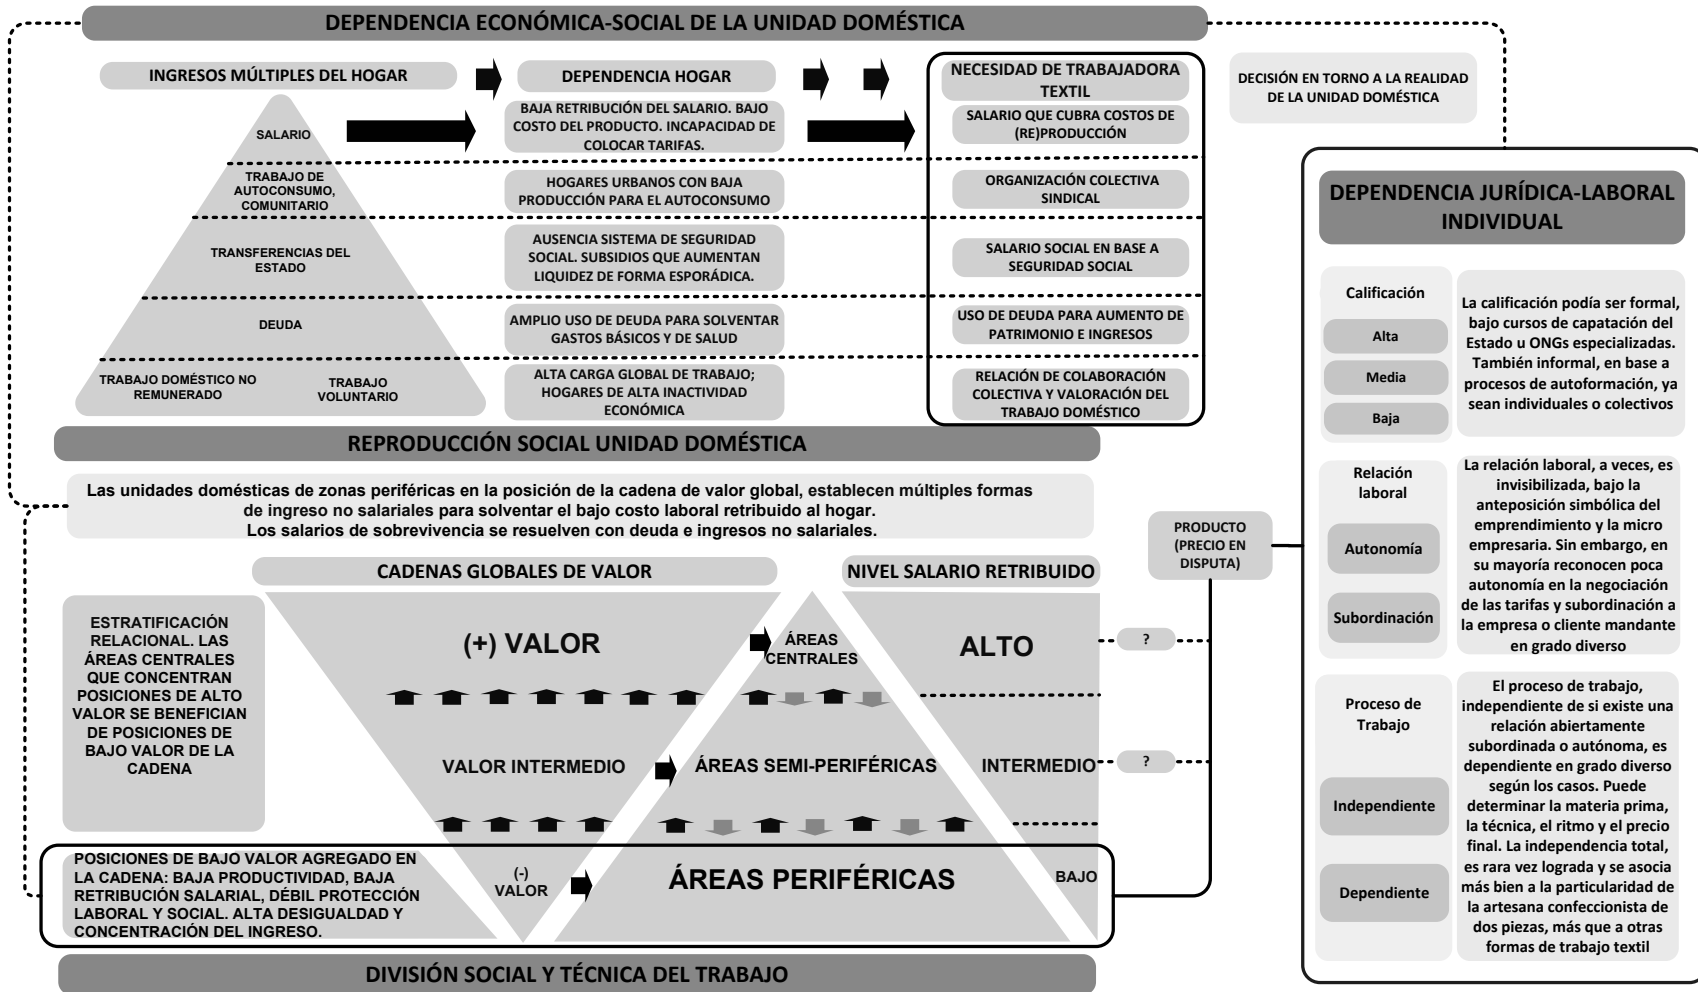 DEPENDENCIA ECONÓMICA-SOCIAL DE LA UNIDAD DOMÉSTICA
INGRESOS MÚLTIPLES DEL HOGAR
DEPENDENCIA HOGAR
NECESIDAD DE TRABAJADORA
TEXTIL
DECISIÓN EN TORNO A LA REALIDAD
DE LA UNIDAD DOMÉSTICA
SALARIO
BAJA RETRIBUCIÓN DEL SALARIO. BAJO
COSTO DEL PRODUCTO. INCAPACIDAD DE
COLOCAR TARIFAS.
SALARIO QUE CUBRA COSTOS DE
(RE)PRODUCCIÓN
TRABAJO DE
AUTOCONSUMO,
COMUNITARIO
HOGARES URBANOS CON BAJA
PRODUCCIÓN PARA EL AUTOCONSUMO
ORGANIZACIÓN COLECTIVA
SINDICAL
TRANSFERENCIAS DEL
ESTADO
AUSENCIA SISTEMA DE SEGURIDAD
SOCIAL. SUBSIDIOS QUE AUMENTAN
LIQUIDEZ DE FORMA ESPORÁDICA.
SALARIO SOCIAL EN BASE A
SEGURIDAD SOCIAL
DEUDA
AMPLIO USO DE DEUDA PARA SOLVENTAR
GASTOS BÁSICOS Y DE SALUD
USO DE DEUDA PARA AUMENTO DE
PATRIMONIO E INGRESOS
TRABAJO DOMÉSTICO NO
REMUNERADO
TRABAJO
VOLUNTARIO
ALTA CARGA GLOBAL DE TRABAJO;
HOGARES DE ALTA INACTIVIDAD
ECONÓMICA
RELACIÓN DE COLABORACIÓN
COLECTIVA Y VALORACIÓN DEL
TRABAJO DOMÉSTICO
REPRODUCCIÓN SOCIAL UNIDAD DOMÉSTICA
Las unidades domésticas de zonas periféricas en la posición de la cadena de valor global, establecen múltiples formas
de ingreso no salariales para solventar el bajo costo laboral retribuido al hogar.
Los salarios de sobrevivencia se resuelven con deuda e ingresos no salariales.
CADENAS GLOBALES DE VALOR
NIVEL SALARIO RETRIBUIDO
ESTRATIFICACIÓN
RELACIONAL. LAS
ÁREAS CENTRALES
QUE CONCENTRAN
POSICIONES DE ALTO
VALOR SE BENEFICIAN
DE POSICIONES DE
BAJO VALOR DE LA
CADENA
(+) VALOR
ÁREAS
CENTRALES
ALTO
?
VALOR INTERMEDIO
ÁREAS SEMI-PERIFÉRICAS
INTERMEDIO
?
POSICIONES DE BAJO VALOR AGREGADO EN
LA CADENA: BAJA PRODUCTIVIDAD, BAJA
RETRIBUCIÓN SALARIAL, DÉBIL PROTECCIÓN
LABORAL Y SOCIAL. ALTA DESIGUALDAD Y
CONCENTRACIÓN DEL INGRESO.
(-)
VALOR
ÁREAS PERIFÉRICAS
BAJO
DIVISIÓN SOCIAL Y TÉCNICA DEL TRABAJO
PRODUCTO
(PRECIO EN
DISPUTA)
DEPENDENCIA JURÍDICA-LABORAL
INDIVIDUAL
Calificación
Alta
Media
Baja
La calificación podía ser formal,
bajo cursos de capatación del
Estado u ONGs especializadas.
También informal, en base a
procesos de autoformación, ya
sean individuales o colectivos
Relación
laboral
Autonomía
Subordinación
La relación laboral, a veces, es
invisibilizada, bajo la
anteposición simbólica del
emprendimiento y la micro
empresaria. Sin embargo, en
su mayoría reconocen poca
autonomía en la negociación
de las tarifas y subordinación a
la empresa o cliente mandante
en grado diverso
Proceso de
Trabajo
Independiente
Dependiente
El proceso de trabajo,
independiente de si existe una
relación abiertamente
subordinada o autónoma, es
dependiente en grado diverso
según los casos. Puede
determinar la materia prima,
la técnica, el ritmo y el precio
final. La independencia total,
es rara vez lograda y se asocia
más bien a la particularidad de
la artesana confeccionista de
dos piezas, más que a otras
formas de trabajo textil